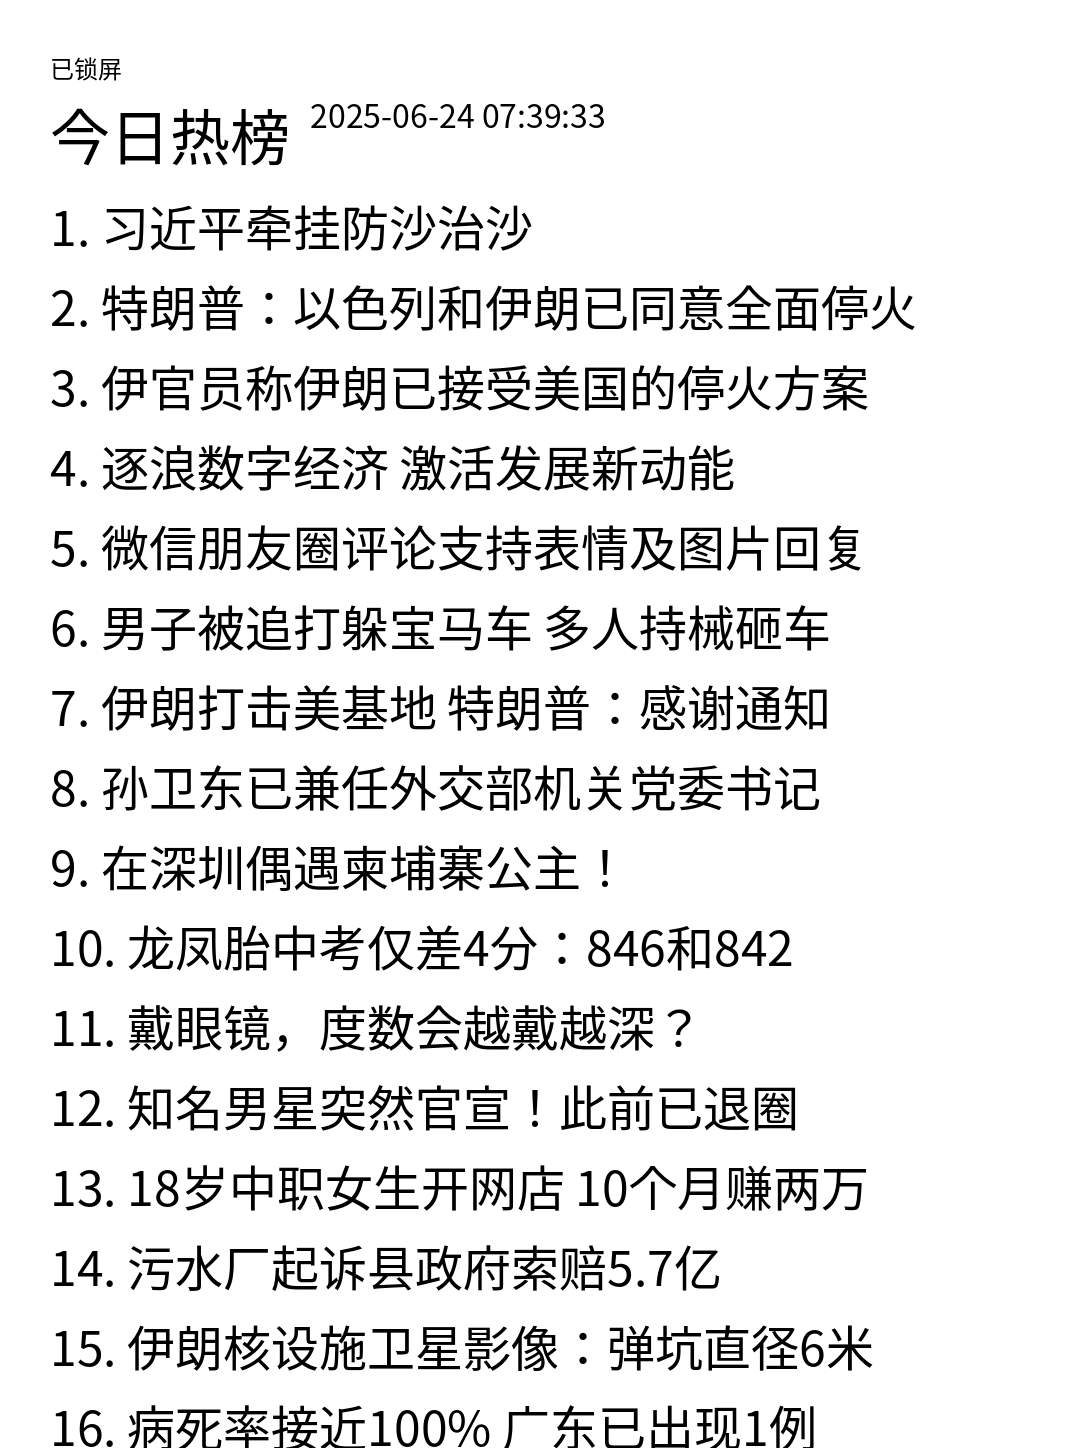 已锁屏
今日热榜 2025-06-24 07:39:33
1. 习近平牵挂防沙治沙
2. 特朗普：以色列和伊朗已同意全面停火
3. 伊官员称伊朗已接受美国的停火方案
4. 逐浪数字经济 激活发展新动能
5. 微信朋友圈评论支持表情及图片回复
6. 男子被追打躲宝马车 多人持械砸车
7. 伊朗打击美基地 特朗普：感谢通知
8. 孙卫东已兼任外交部机关党委书记
9. 在深圳偶遇柬埔寨公主！
10. 龙凤胎中考仅差4分：846和842
11. 戴眼镜，度数会越戴越深？
12. 知名男星突然官宣！此前已退圈
13. 18岁中职女生开网店 10个月赚两万
14. 污水厂起诉县政府索赔5.7亿
15. 伊朗核设施卫星影像：弹坑直径6米
16. 病死率接近100% 广东已出现1例